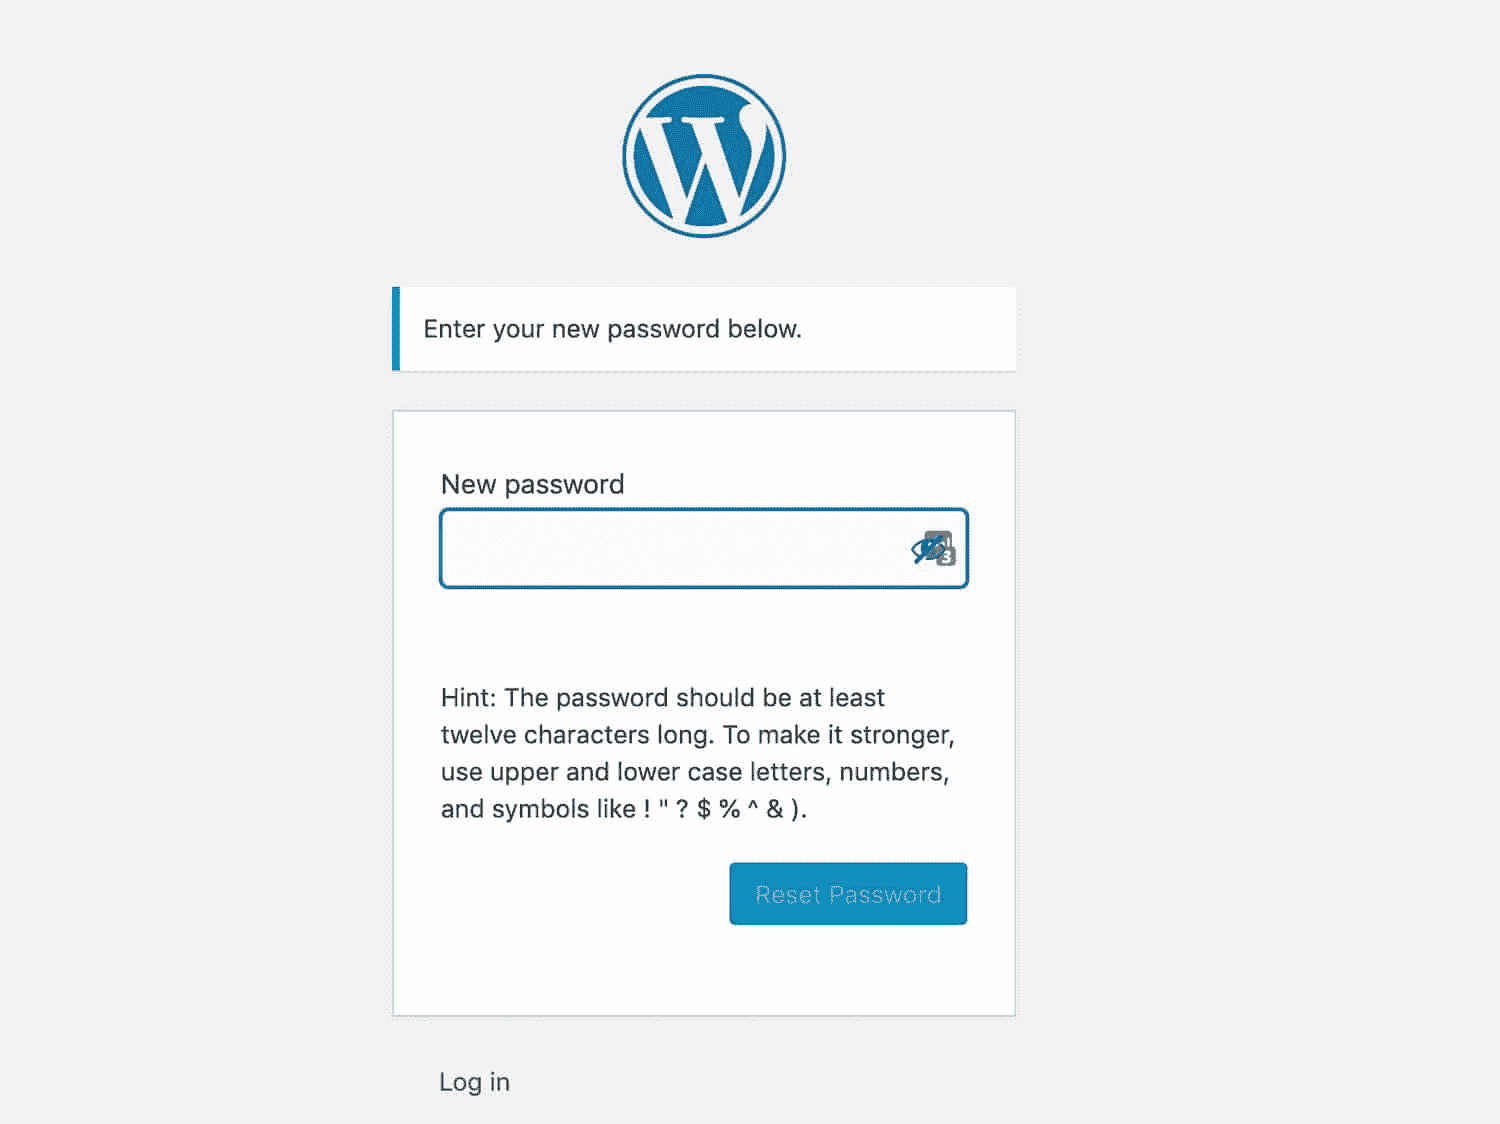 Enter your new password below.
New password
Hint: The password should be at least
twelve characters long. To make it stronger,
use upper and lower case letters, numbers,
and symbols like ! " ? $ % ^ & ).
Reset Password
Log in